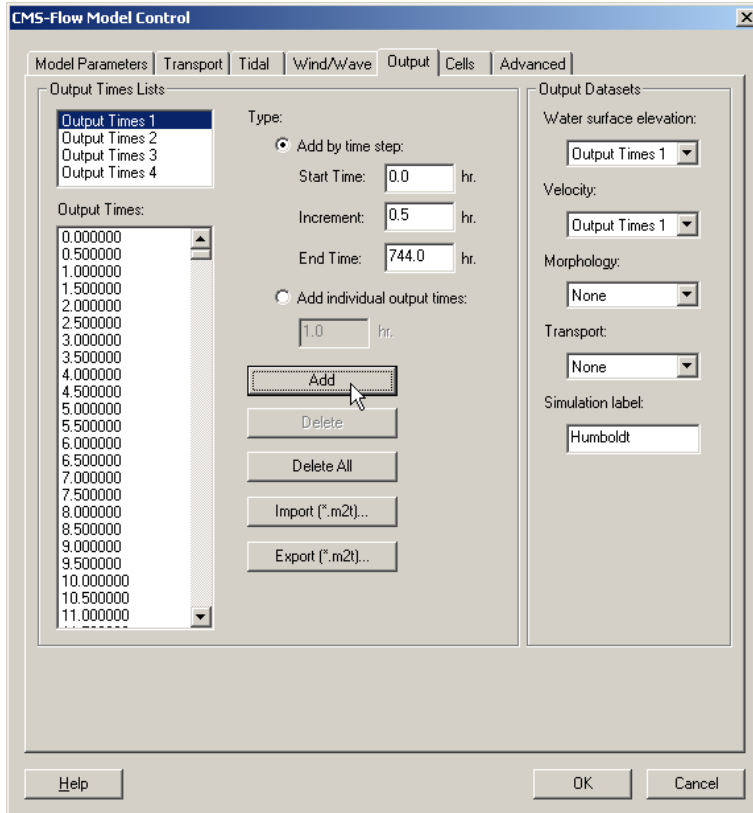 CMS-Flow Model Control
Model Parameters
Transport
Tidal
Wind/Wave
Output
Cells
Advanced
Output Times Lists
Output Times 1
Output Times 2
Output Times 3
Output Times 4
Output Times:
0.000000
0.500000
1.000000
1.500000
2.000000
2.500000
3.000000
3.500000
4.000000
4.500000
5.000000
5.500000
6.000000
6.500000
7.000000
7.500000
8.000000
8.500000
9.000000
9.500000
10.000000
10.500000
11.000000
Type:
Add by time step:
Start Time: 0.0 hr.
Increment: 0.5 hr.
End Time: 744.0 hr.
Add individual output times:
1.0 hr.
Add
Delete
Delete All
Import (*.m2t)...
Export (*.m2t)...
Output Datasets
Water surface elevation:
Output Times 1
Velocity:
Output Times 1
Morphology:
None
Transport:
None
Simulation label:
Humboldt
Help
OK
Cancel